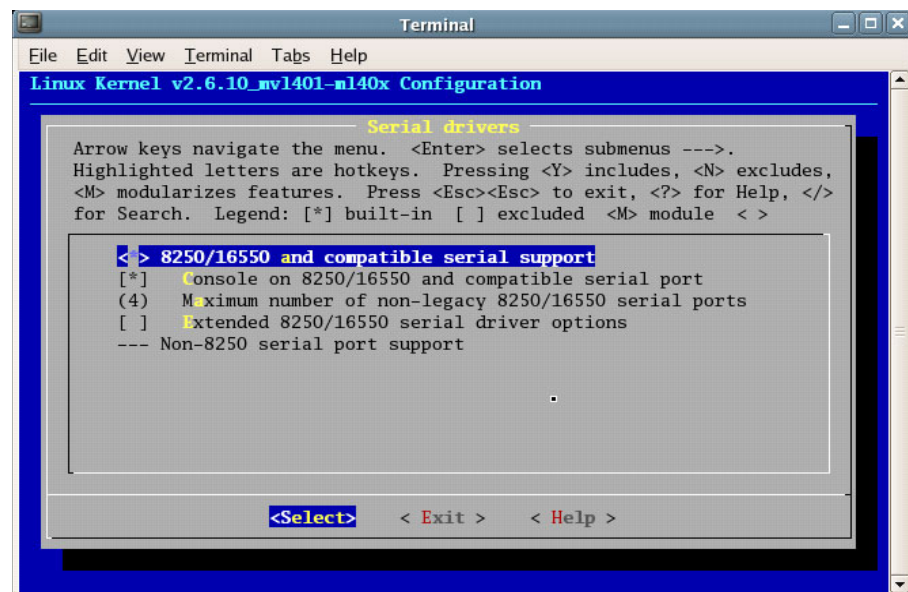 Terminal
File Edit View Terminal Tabs Help
Linux Kernel v2.6.10_mvl401-ml40x Configuration
Serial drivers
Arrow keys navigate the menu. <Enter> selects submenus --->.
Highlighted letters are hotkeys. Pressing <Y> includes, <N> excludes,
<M> modularizes features. Press <Esc><Esc> to exit, <?> for Help, </>
for Search. Legend: [*] built-in [ ] excluded <M> module < >
<*> 8250/16550 and compatible serial support
[*] Console on 8250/16550 and compatible serial port
(4) Maximum number of non-legacy 8250/16550 serial ports
[ ] Extended 8250/16550 serial driver options
--- Non-8250 serial port support
<Select> < Exit > < Help >